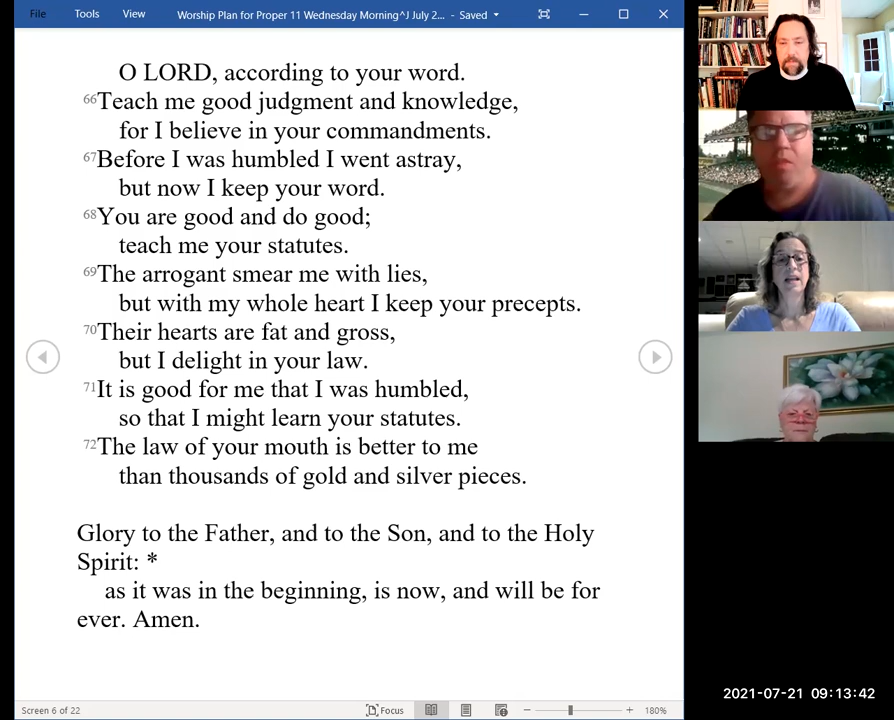 File Tools View Worship Plan for Proper 11 Wednesday Morning^J July 2... - Saved
O LORD, according to your word.
66Teach me good judgment and knowledge,
for I believe in your commandments.
67Before I was humbled I went astray,
but now I keep your word.
68You are good and do good;
teach me your statutes.
69The arrogant smear me with lies,
but with my whole heart I keep your precepts.
70Their hearts are fat and gross,
but I delight in your law.
71It is good for me that I was humbled,
so that I might learn your statutes.
72The law of your mouth is better to me
than thousands of gold and silver pieces.
Glory to the Father, and to the Son, and to the Holy
Spirit: *
as it was in the beginning, is now, and will be for
ever. Amen.
2021-07-21 09:13:42
Screen 6 of 22 Focus 180%